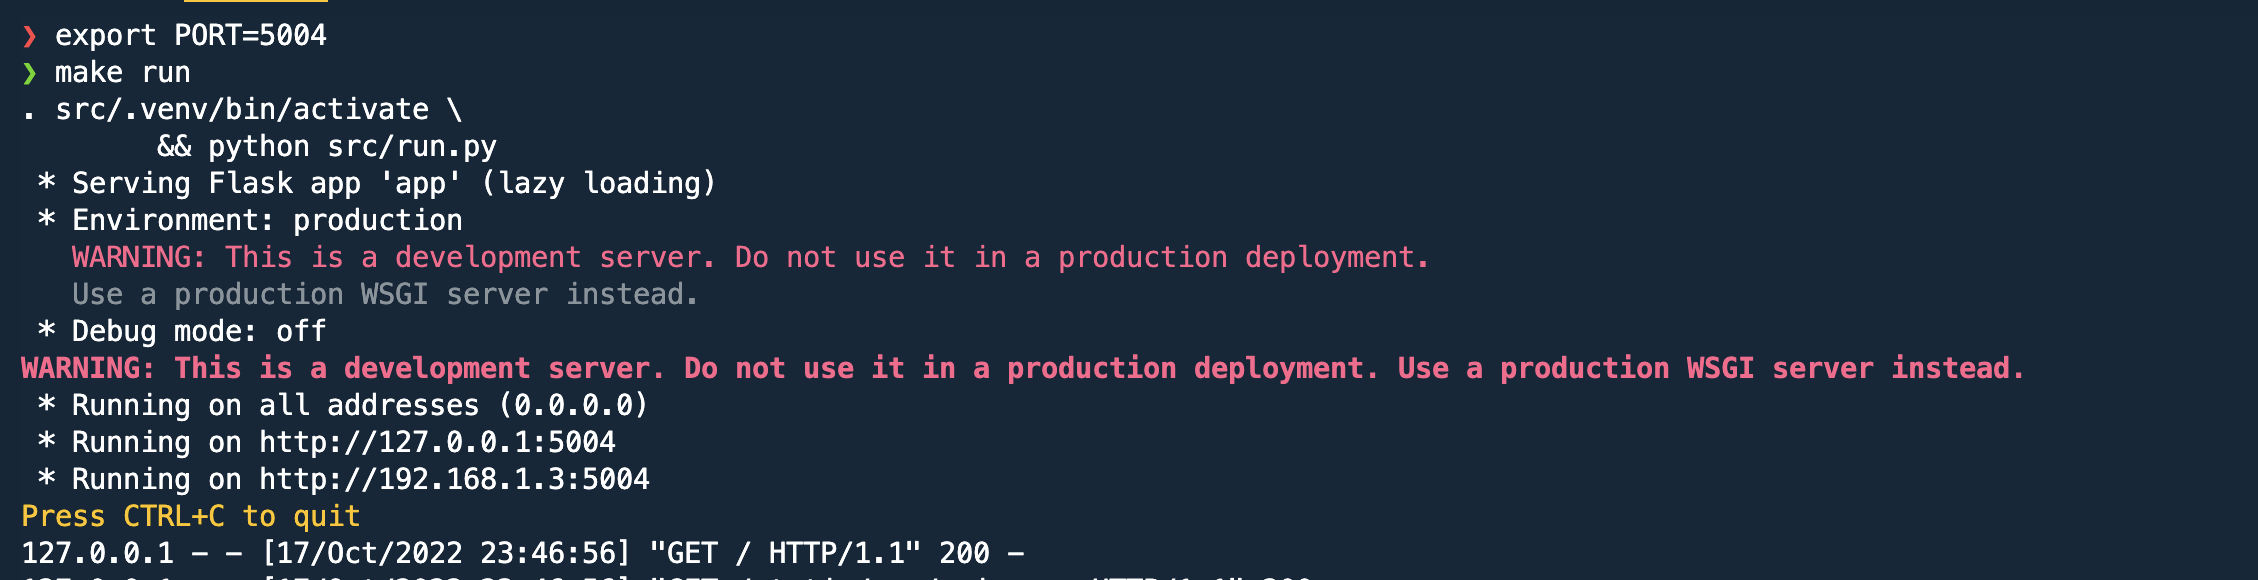 ❯ export PORT=5004
❯ make run
. src/.venv/bin/activate \
        && python src/run.py
 * Serving Flask app 'app' (lazy loading)
 * Environment: production
   WARNING: This is a development server. Do not use it in a production deployment.
   Use a production WSGI server instead.
 * Debug mode: off
WARNING: This is a development server. Do not use it in a production deployment. Use a production WSGI server instead.
 * Running on all addresses (0.0.0.0)
 * Running on http://127.0.0.1:5004
 * Running on http://192.168.1.3:5004
Press CTRL+C to quit
127.0.0.1 - - [17/Oct/2022 23:46:56] "GET / HTTP/1.1" 200 -